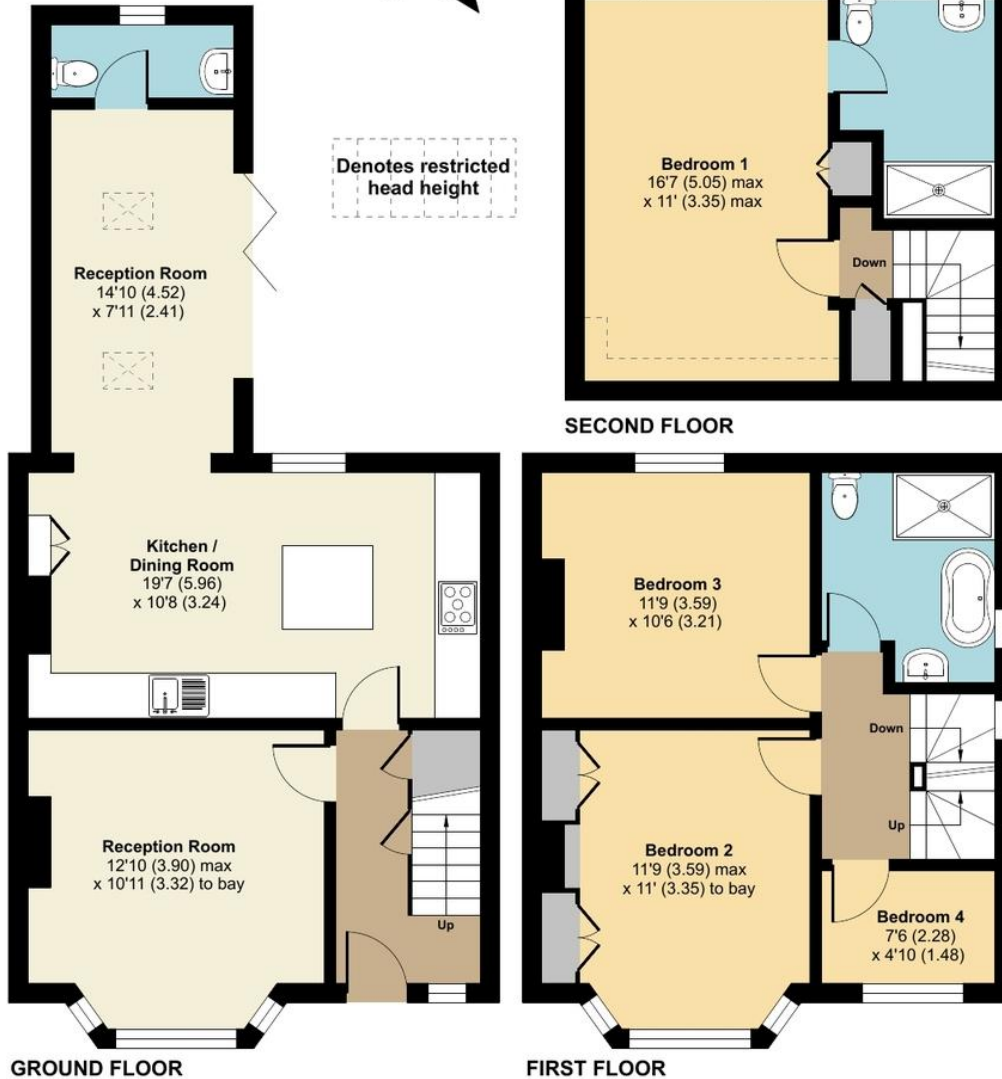 Denotes restricted
head height
Reception Room
14'10 (4.52)
x 7'11 (2.41)
Bedroom 1
16'7 (5.05) max
x 11' (3.35) max
Down
SECOND FLOOR
Kitchen /
Dining Room
19'7 (5.96)
x 10'8 (3.24)
Reception Room
12'10 (3.90) max
x 10'11 (3.32) to bay
Up
GROUND FLOOR
Bedroom 3
11'9 (3.59)
x 10'6 (3.21)
Down
Up
Bedroom 2
11'9 (3.59) max
x 11' (3.35) to bay
Bedroom 4
7'6 (2.28)
x 4'10 (1.48)
FIRST FLOOR